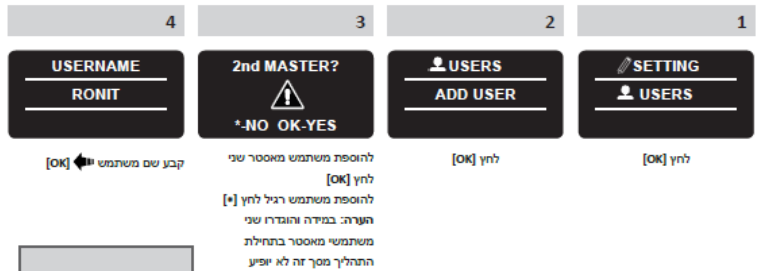 1
SETTING
USERS
לחץ [OK]
2
USERS
ADD USER
לחץ [OK]
3
2nd MASTER?
*-NO OK-YES
להוספת משתמש מאסטר שני
לחץ [OK]
להוספת משתמש רגיל לחץ [*]
הערה: במידה והוגדרו שני
משתמשי מאסטר בתחילת
התהליך מסך זה לא יופיע
4
USERNAME
RONIT
קבע שם משתמש [OK]